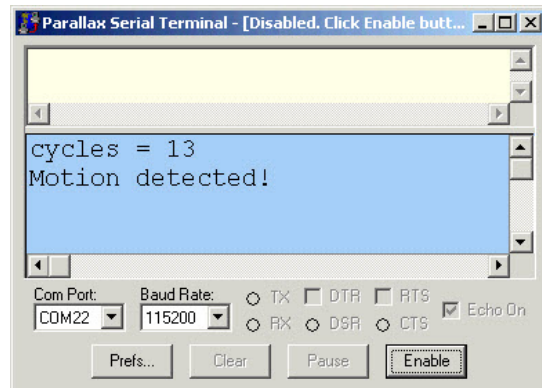 Parallax Serial Terminal - [Disabled. Click Enable butt...
cycles = 13
Motion detected!
Com Port:
Baud Rate:
TX DTR RTS
Echo On
COM22
115200
RX DSR CTS
Prefs...
Clear
Pause
Enable